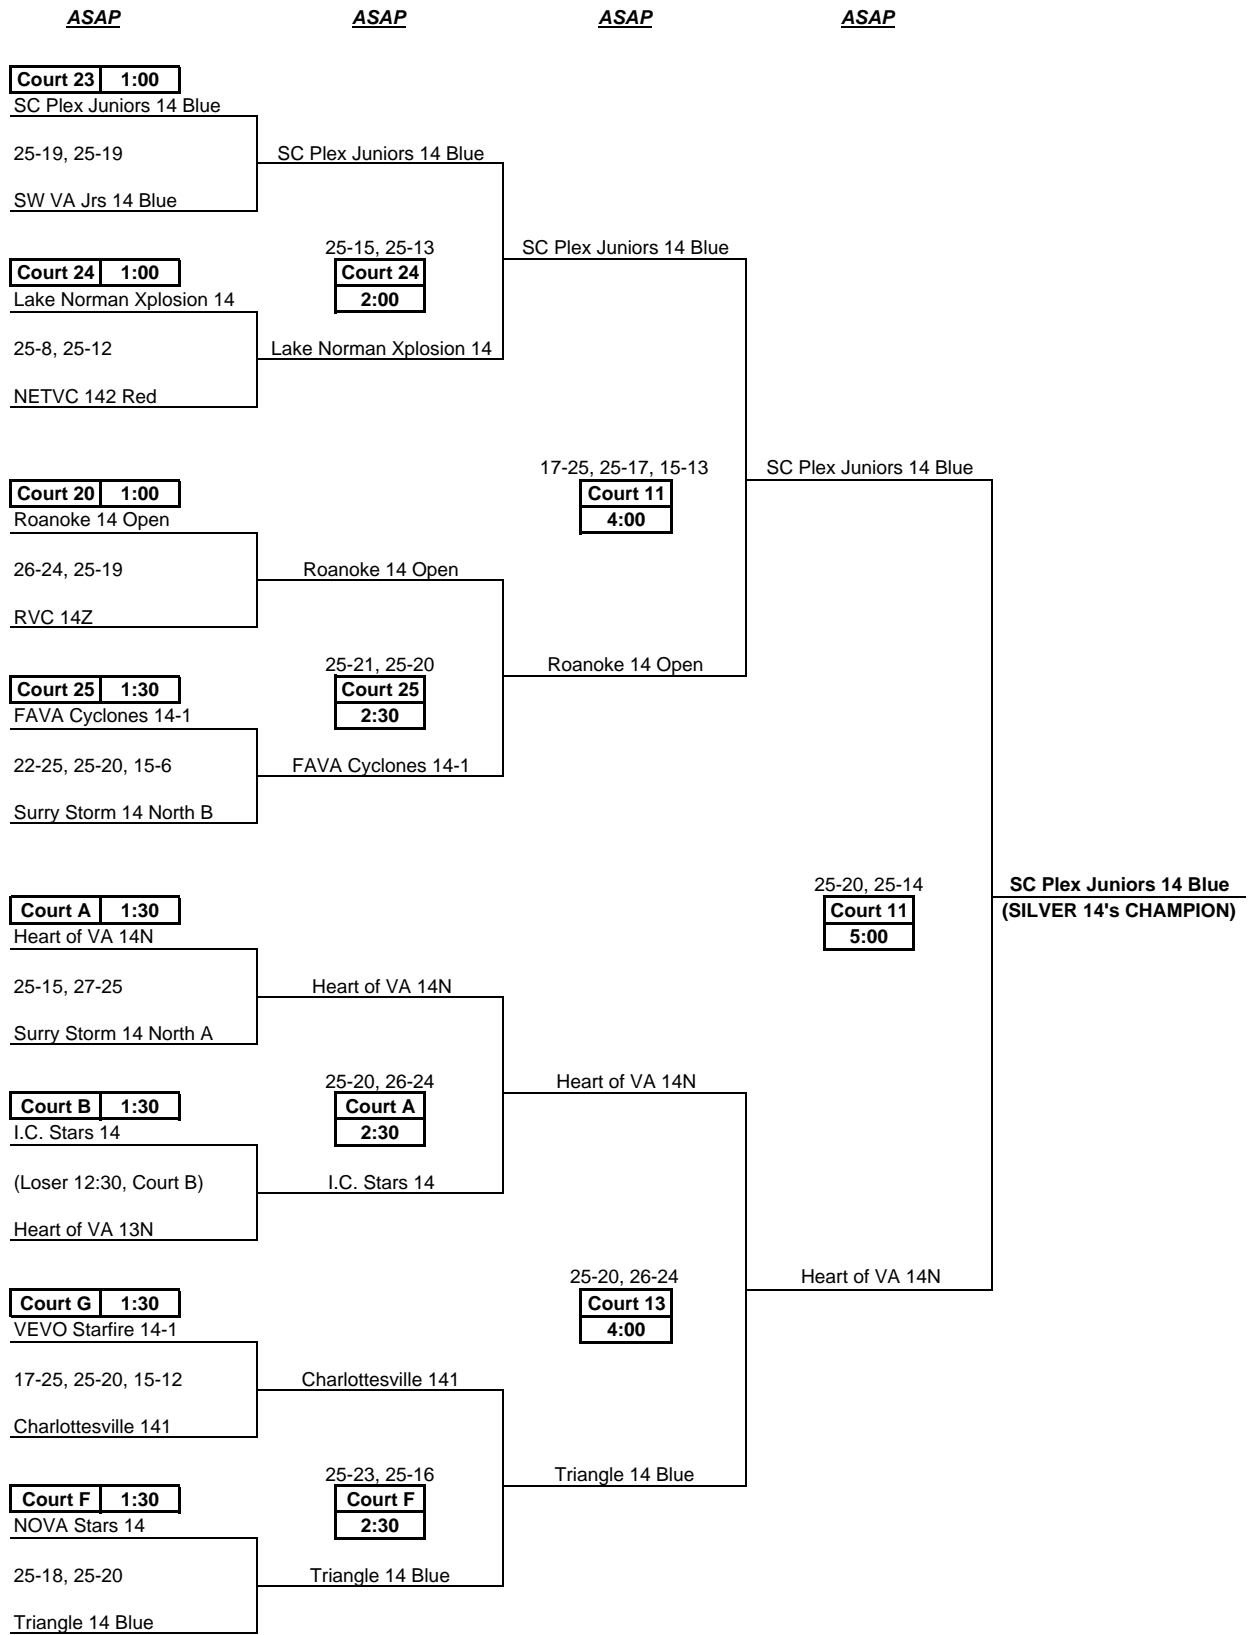 ASAP ASAP ASAP ASAP
Court 23 1:00
SC Plex Juniors 14 Blue
25-19, 25-19
SC Plex Juniors 14 Blue
SW VA Jrs 14 Blue
25-15, 25-13
SC Plex Juniors 14 Blue
Court 24 1:00
Court 24
Lake Norman Xplosion 14
2:00
25-8, 25-12
Lake Norman Xplosion 14
NETVC 142 Red
17-25, 25-17, 15-13
SC Plex Juniors 14 Blue
Court 20 1:00
Court 11
Roanoke 14 Open
4:00
26-24, 25-19
Roanoke 14 Open
RVC 14Z
25-21, 25-20
Roanoke 14 Open
Court 25 1:30
Court 25
FAVA Cyclones 14-1
2:30
22-25, 25-20, 15-6
FAVA Cyclones 14-1
Surry Storm 14 North B
25-20, 25-14
SC Plex Juniors 14 Blue
Court A 1:30
Court 11
(SILVER 14's CHAMPION)
Heart of VA 14N
5:00
25-15, 27-25
Heart of VA 14N
Surry Storm 14 North A
25-20, 26-24
Heart of VA 14N
Court B 1:30
Court A
I.C. Stars 14
2:30
(Loser 12:30, Court B)
I.C. Stars 14
Heart of VA 13N
25-20, 26-24
Heart of VA 14N
Court G 1:30
Court 13
VEVO Starfire 14-1
4:00
17-25, 25-20, 15-12
Charlottesville 141
Charlottesville 141
25-23, 25-16
Triangle 14 Blue
Court F 1:30
Court F
NOVA Stars 14
2:30
25-18, 25-20
Triangle 14 Blue
Triangle 14 Blue